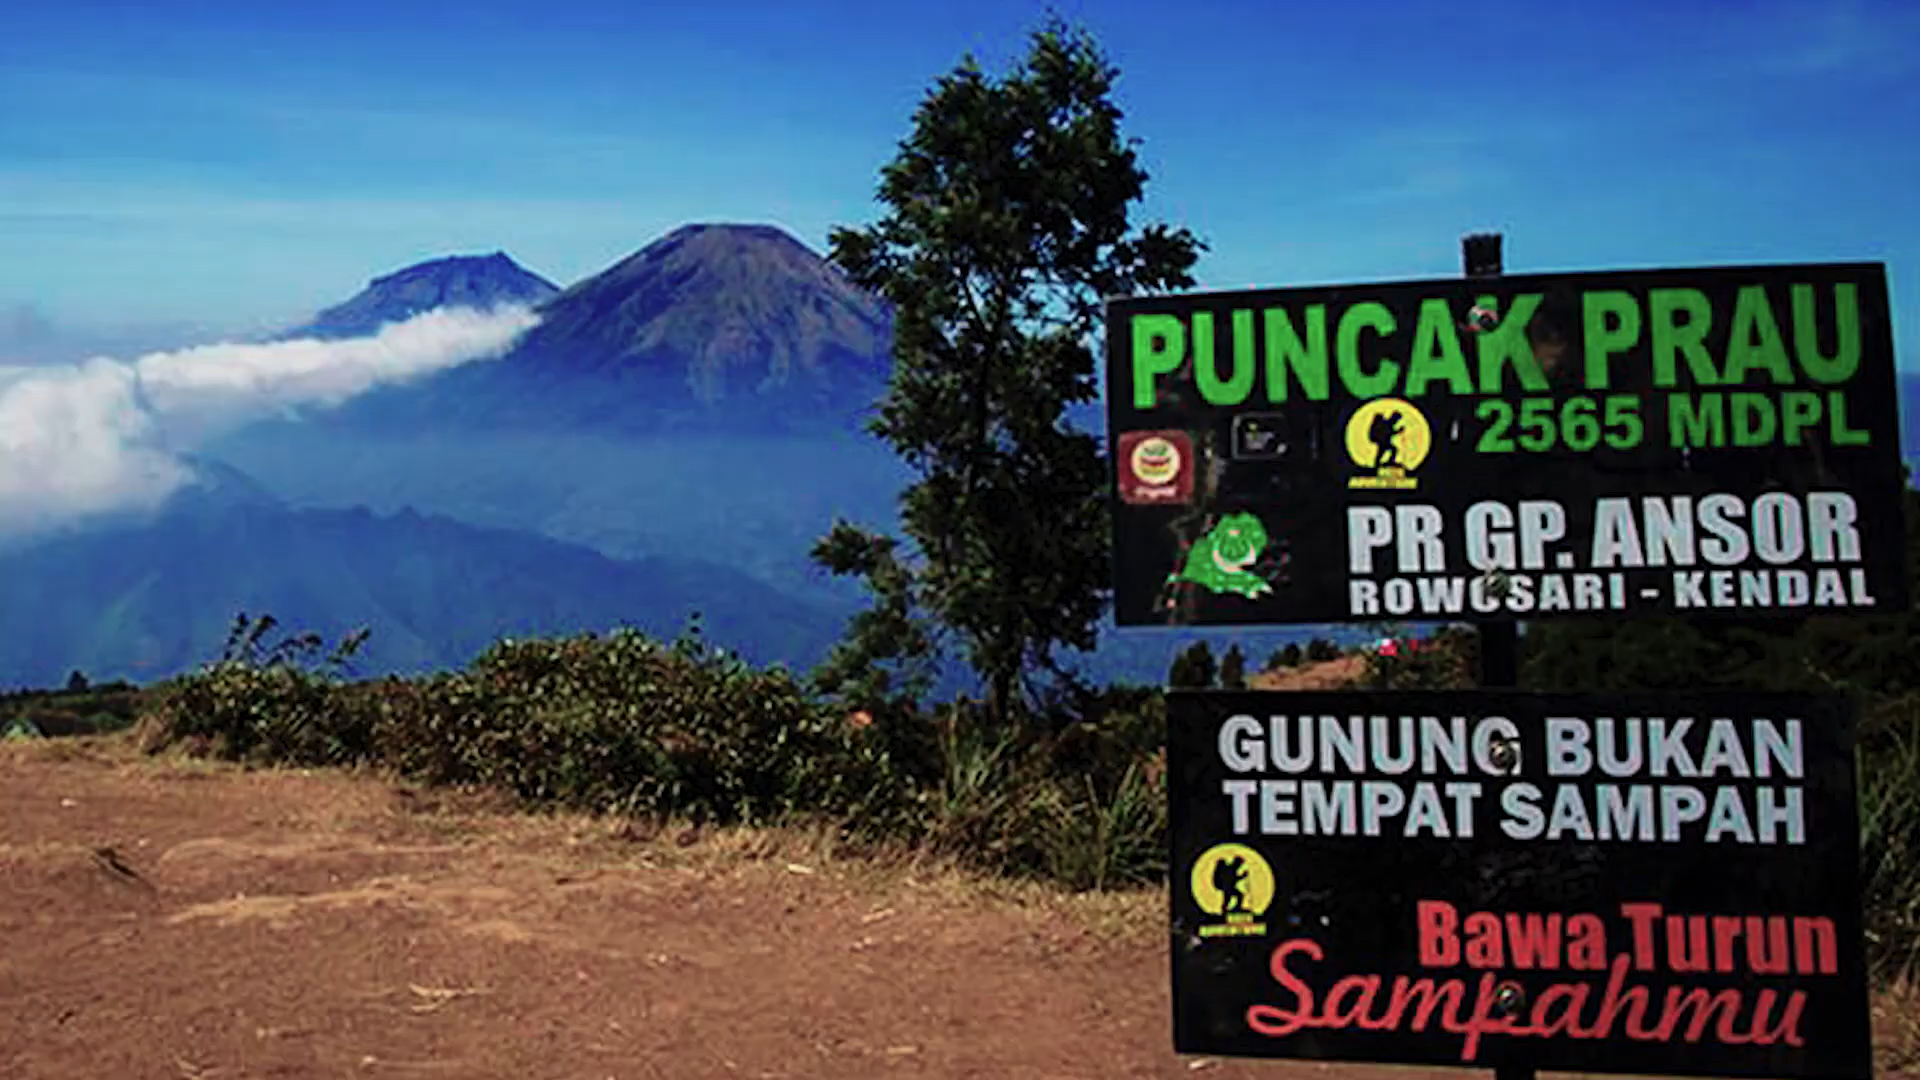 PUNCAK PRAU
2565 MDPL
PR GP. ANSOR
ROWOSARI - KENDAL
GUNUNG BUKAN
TEMPAT SAMPAH
Bawa Turun
Sampahmu